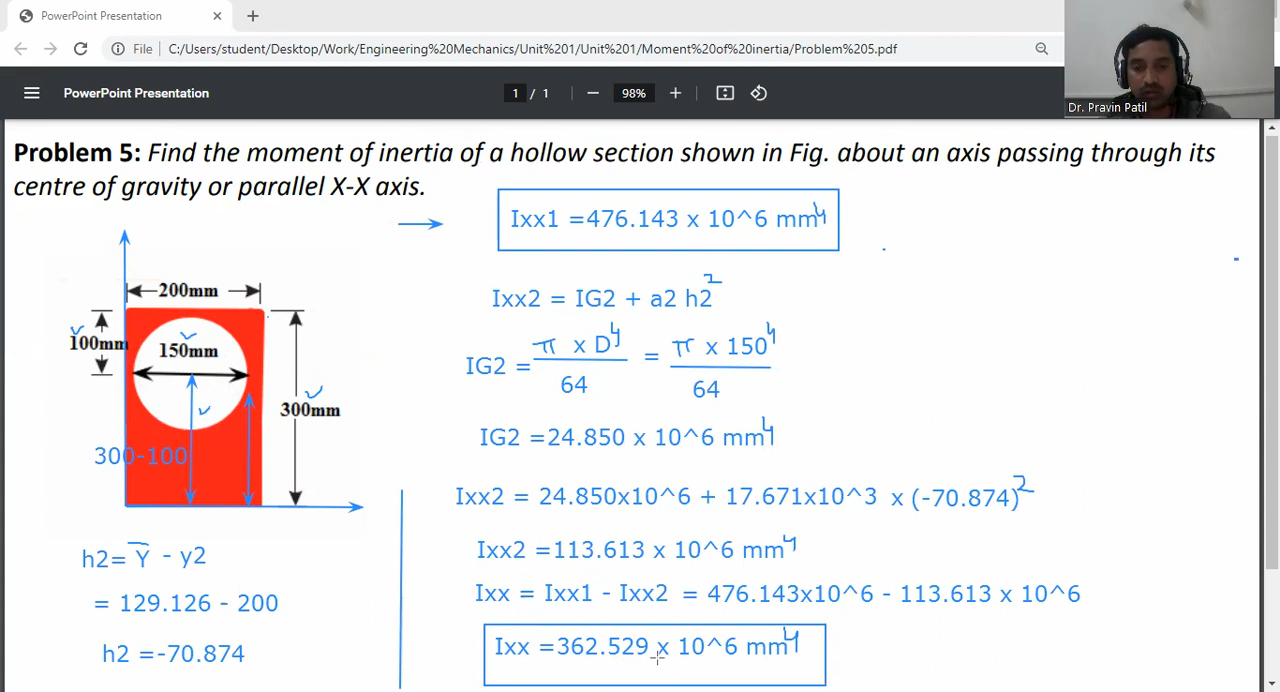 PowerPoint Presentation
File C:/Users/student/Desktop/Work/Engineering%20Mechanics/Unit%201/Unit%201/Moment%20of%20inertia/Problem%205.pdf
PowerPoint Presentation
1 / 1
98%
Dr. Pravin Patil
Problem 5: Find the moment of inertia of a hollow section shown in Fig. about an axis passing through its
centre of gravity or parallel X-X axis.
200mm
100mm
150mm
300mm
300-100
h2= Y̅ - y2
= 129.126 - 200
h2 =-70.874
Ixx1 =476.143 x 10^6 mm⁴
Ixx2 = IG2 + a2 h2²
IG2 = π x D⁴ / 64 = π x 150⁴ / 64
IG2 =24.850 x 10^6 mm⁴
Ixx2 = 24.850x10^6 + 17.671x10^3 x (-70.874)²
Ixx2 =113.613 x 10^6 mm⁴
Ixx = Ixx1 - Ixx2 = 476.143x10^6 - 113.613 x 10^6
Ixx =362.529 x 10^6 mm⁴